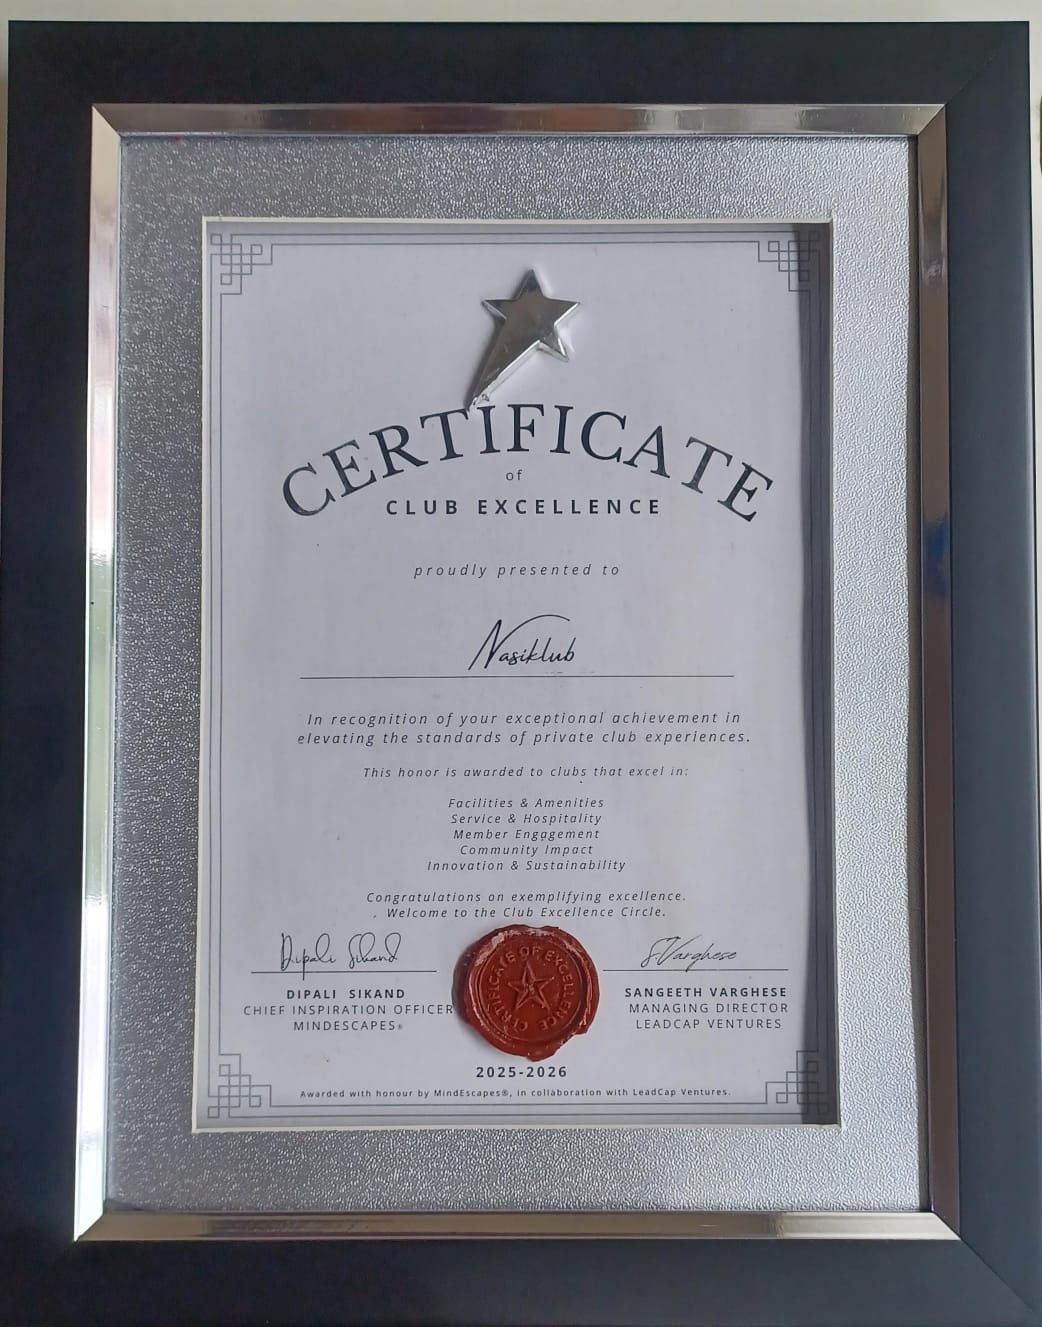 CERTIFICATE
of
CLUB EXCELLENCE
proudly presented to
Nasiklub
In recognition of your exceptional achievement in
elevating the standards of private club experiences.
This honor is awarded to clubs that excel in:
Facilities & Amenities
Service & Hospitality
Member Engagement
Community Impact
Innovation & Sustainability
Congratulations on exemplifying excellence.
Welcome to the Club Excellence Circle.
Dipali Sikand
DIPALI SIKAND
CHIEF INSPIRATION OFFICER
MINDESCAPES®
CERTIFICATE OF EXCELLENCE
S.Varghese
SANGEETH VARGHESE
MANAGING DIRECTOR
LEADCAP VENTURES
2025-2026
Awarded with honour by MindEscapes®, in collaboration with LeadCap Ventures.